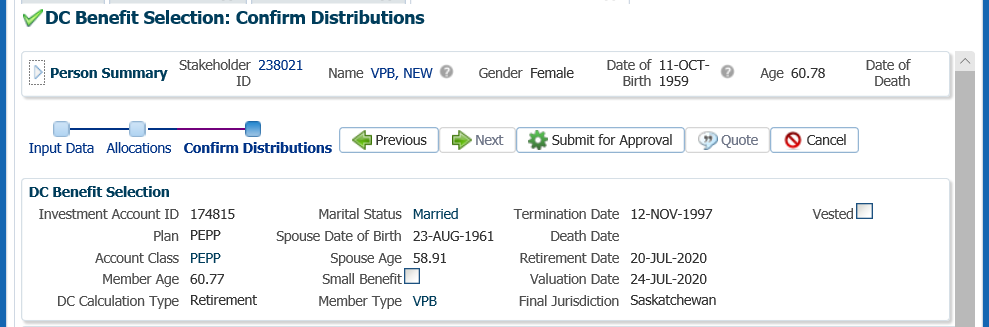 DC Benefit Selection: Confirm Distributions
Person Summary Stakeholder ID 238021 Name VPB, NEW Gender Female Date of Birth 11-OCT-1959 Age 60.78 Date of Death
Input Data Allocations Confirm Distributions Previous Next Submit for Approval Quote Cancel
DC Benefit Selection
Investment Account ID 174815 Marital Status Married Termination Date 12-NOV-1997 Vested
Plan PEPP Spouse Date of Birth 23-AUG-1961 Death Date
Account Class PEPP Spouse Age 58.91 Retirement Date 20-JUL-2020
Member Age 60.77 Small Benefit Valuation Date 24-JUL-2020
DC Calculation Type Retirement Member Type VPB Final Jurisdiction Saskatchewan